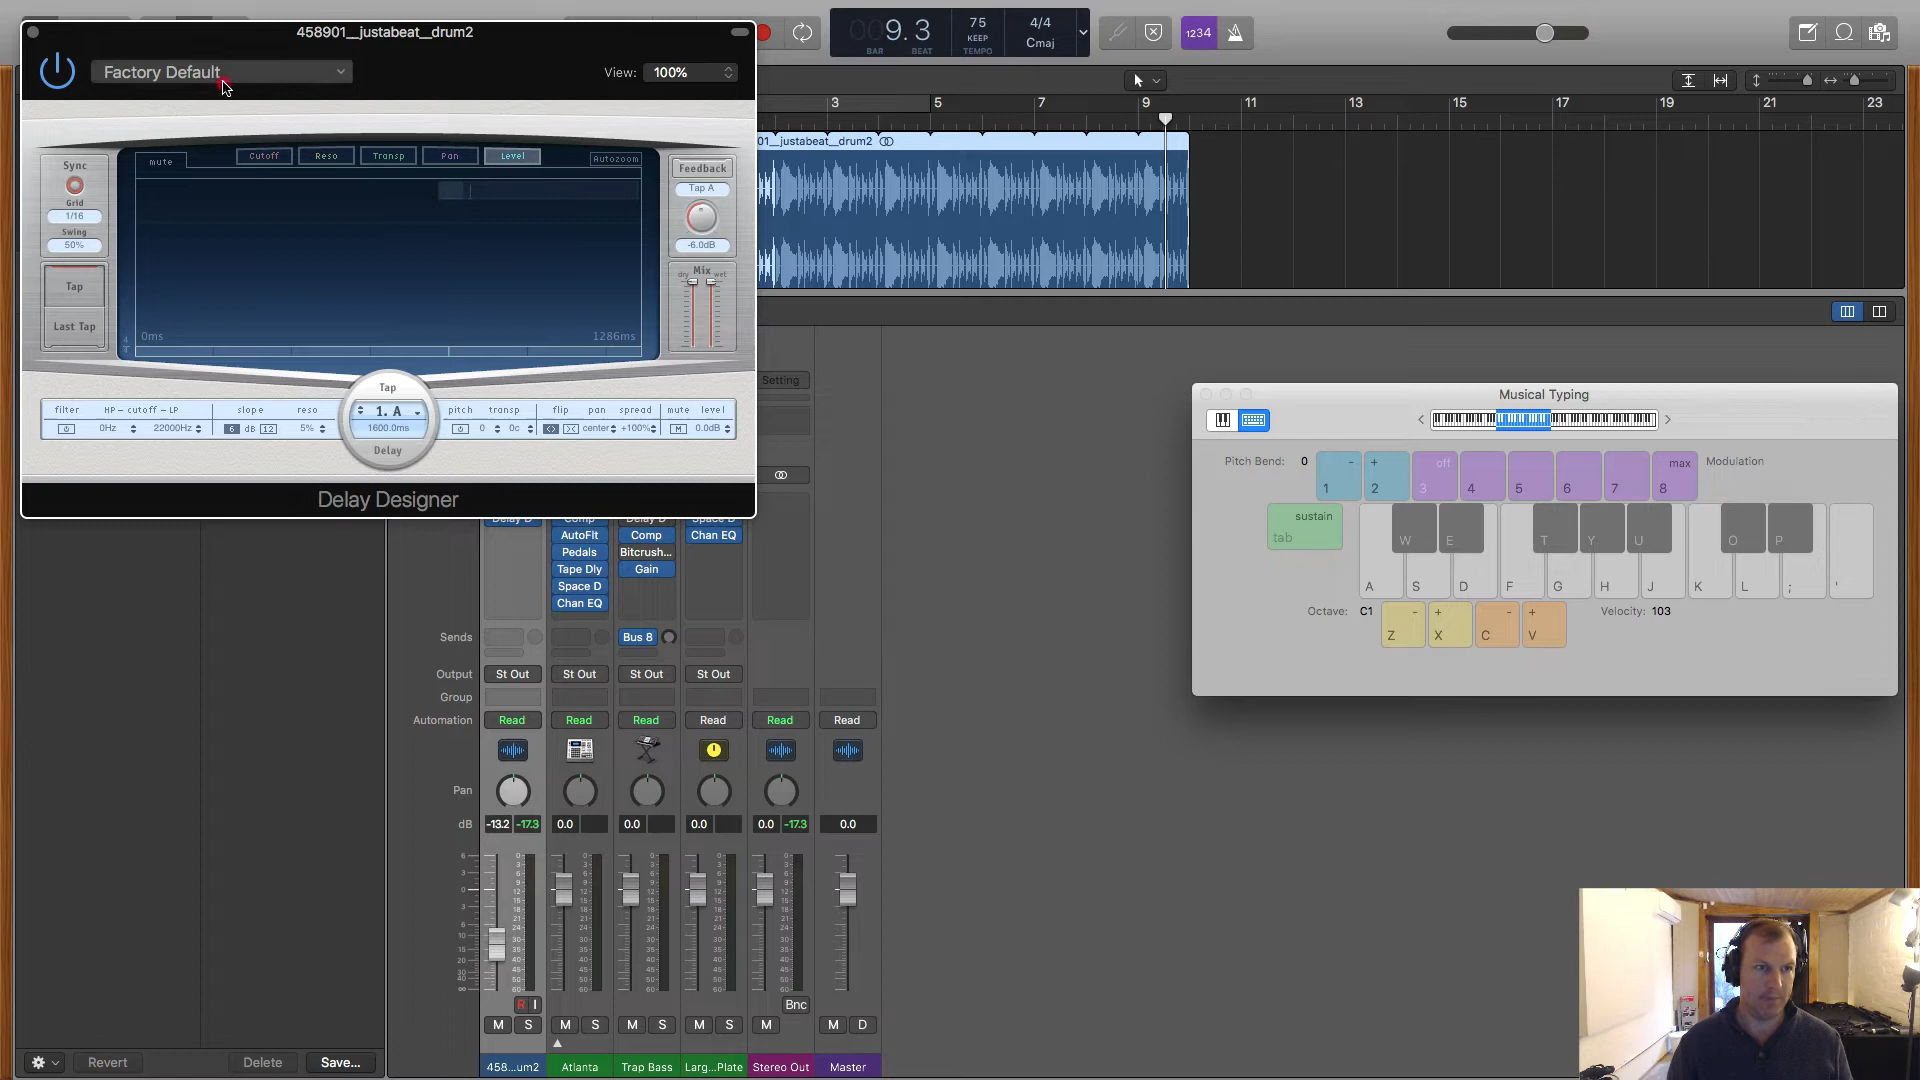 458901__justabeat__drum2
Factory Default
View: 100%
9.3
BAR BEAT
75
KEEP
TEMPO
4/4
Cmaj
1234
3 5 7 9 11 13 15 17 19 21 23
01__justabeat_drum2
Sync
Grid
1/16
Swing
50%
Tap
Last Tap
mute
Cutoff Reso Transp Pan Level
Autozoom
0ms
1286ms
Feedback
Tap A
-6.0dB
Mix
dry wet
filter HP – cutoff – LP slope reso
0Hz 22000Hz 6 dB 12 5%
Tap
1. A
1600.0ms
Delay
pitch transp flip pan spread mute level
0 0c center +100% M 0.0dB
Delay Designer
Setting
Delay D Comp Delay D Space D
AutoFlt Comp Chan EQ
Pedals Bitcrush...
Tape Dly Gain
Space D
Chan EQ
Sends Bus 8
Output St Out St Out St Out St Out
Group
Automation Read Read Read Read Read Read
Pan
dB -13.2 -17.3 0.0 0.0 0.0 0.0 -17.3 0.0
R I
Bnc
M S M S M S M S M M D
458...um2 Atlanta Trap Bass Larg...Plate Stereo Out Master
Revert Delete Save...
Musical Typing
Pitch Bend: 0
- + off max
1 2 3 4 5 6 7 8
Modulation
sustain
tab
W E T Y U O P
A S D F G H J K L ; '
Octave: C1
- + - +
Z X C V
Velocity: 103